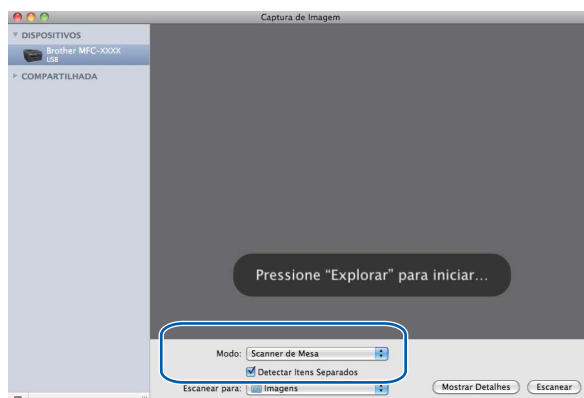 Captura de Imagem
DISPOSITIVOS
Brother MFC-XXXX
USB
COMPARTILHADA
Pressione “Explorar” para iniciar...
Modo: Scanner de Mesa
Detectar Itens Separados
Escanear para: Imagens
Mostrar Detalhes Escanear